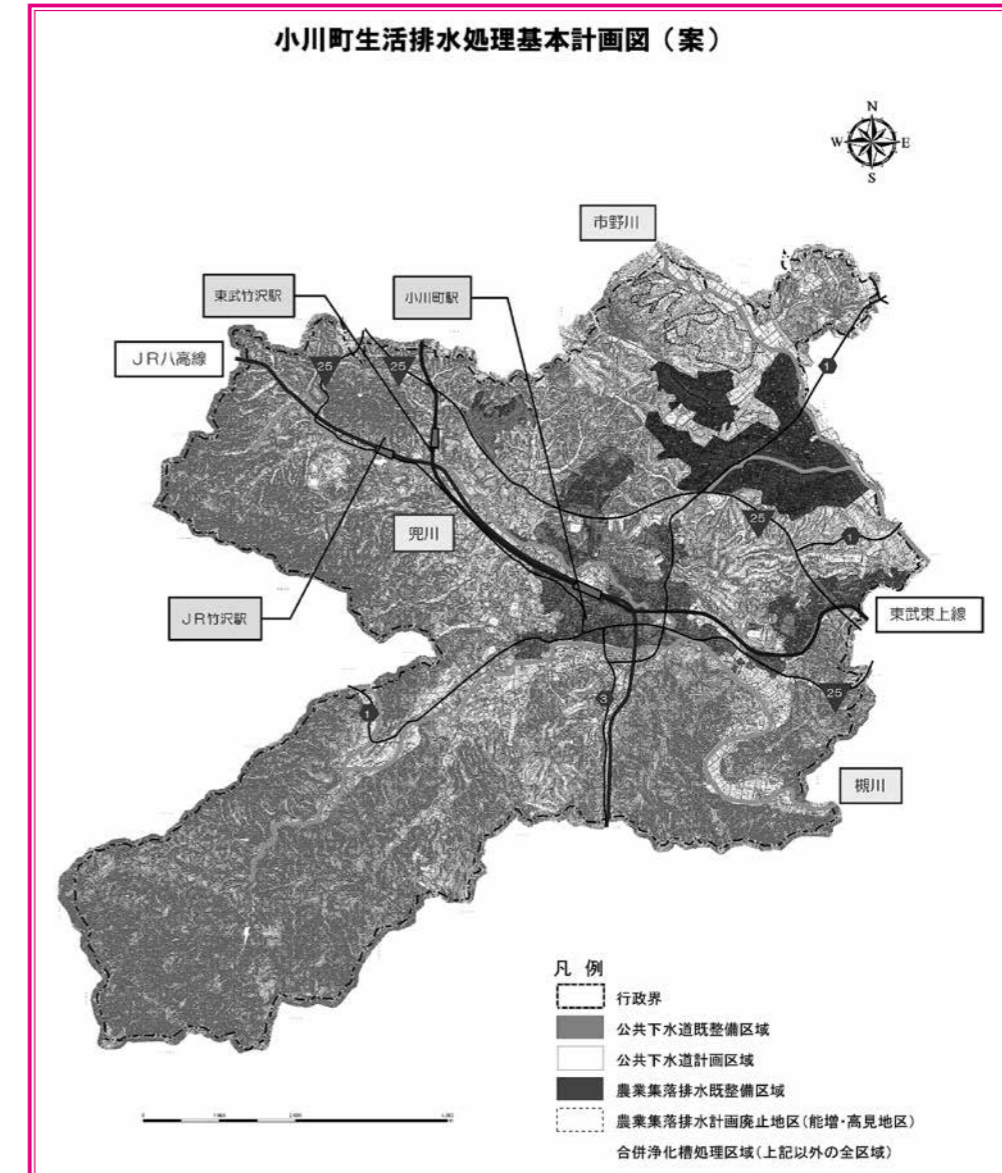 小川町生活排水処理基本計画図（案）
N
W
E
S
市野川
東武竹沢駅
小川町駅
JR八高線
25
25
1
兜川
25
1
JR竹沢駅
東武東上線
1
3
25
槻川
凡 例
行政界
公共下水道既整備区域
公共下水道計画区域
農業集落排水既整備区域
農業集落排水計画廃止地区（能増・高見地区）
合併浄化槽処理区域（上記以外の全区域）